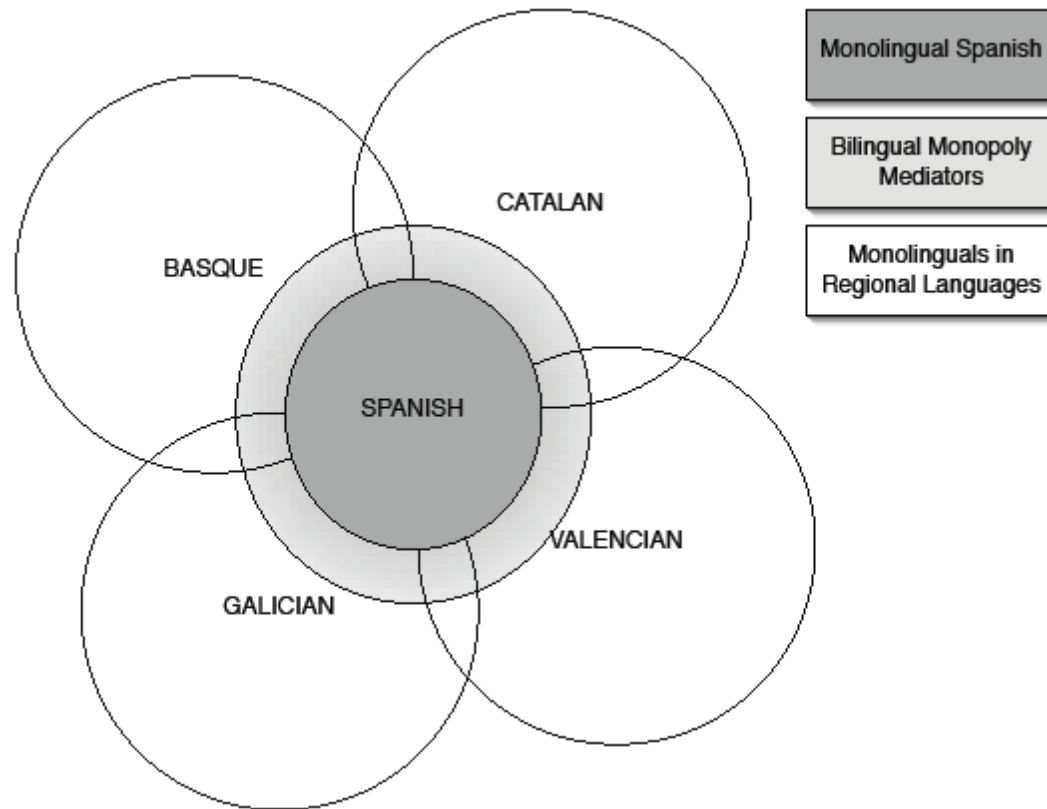 Monolingual Spanish
Bilingual Monopoly
Mediators
CATALAN
Monolinguals in
Regional Languages
BASQUE
SPANISH
VALENCIAN
GALICIAN